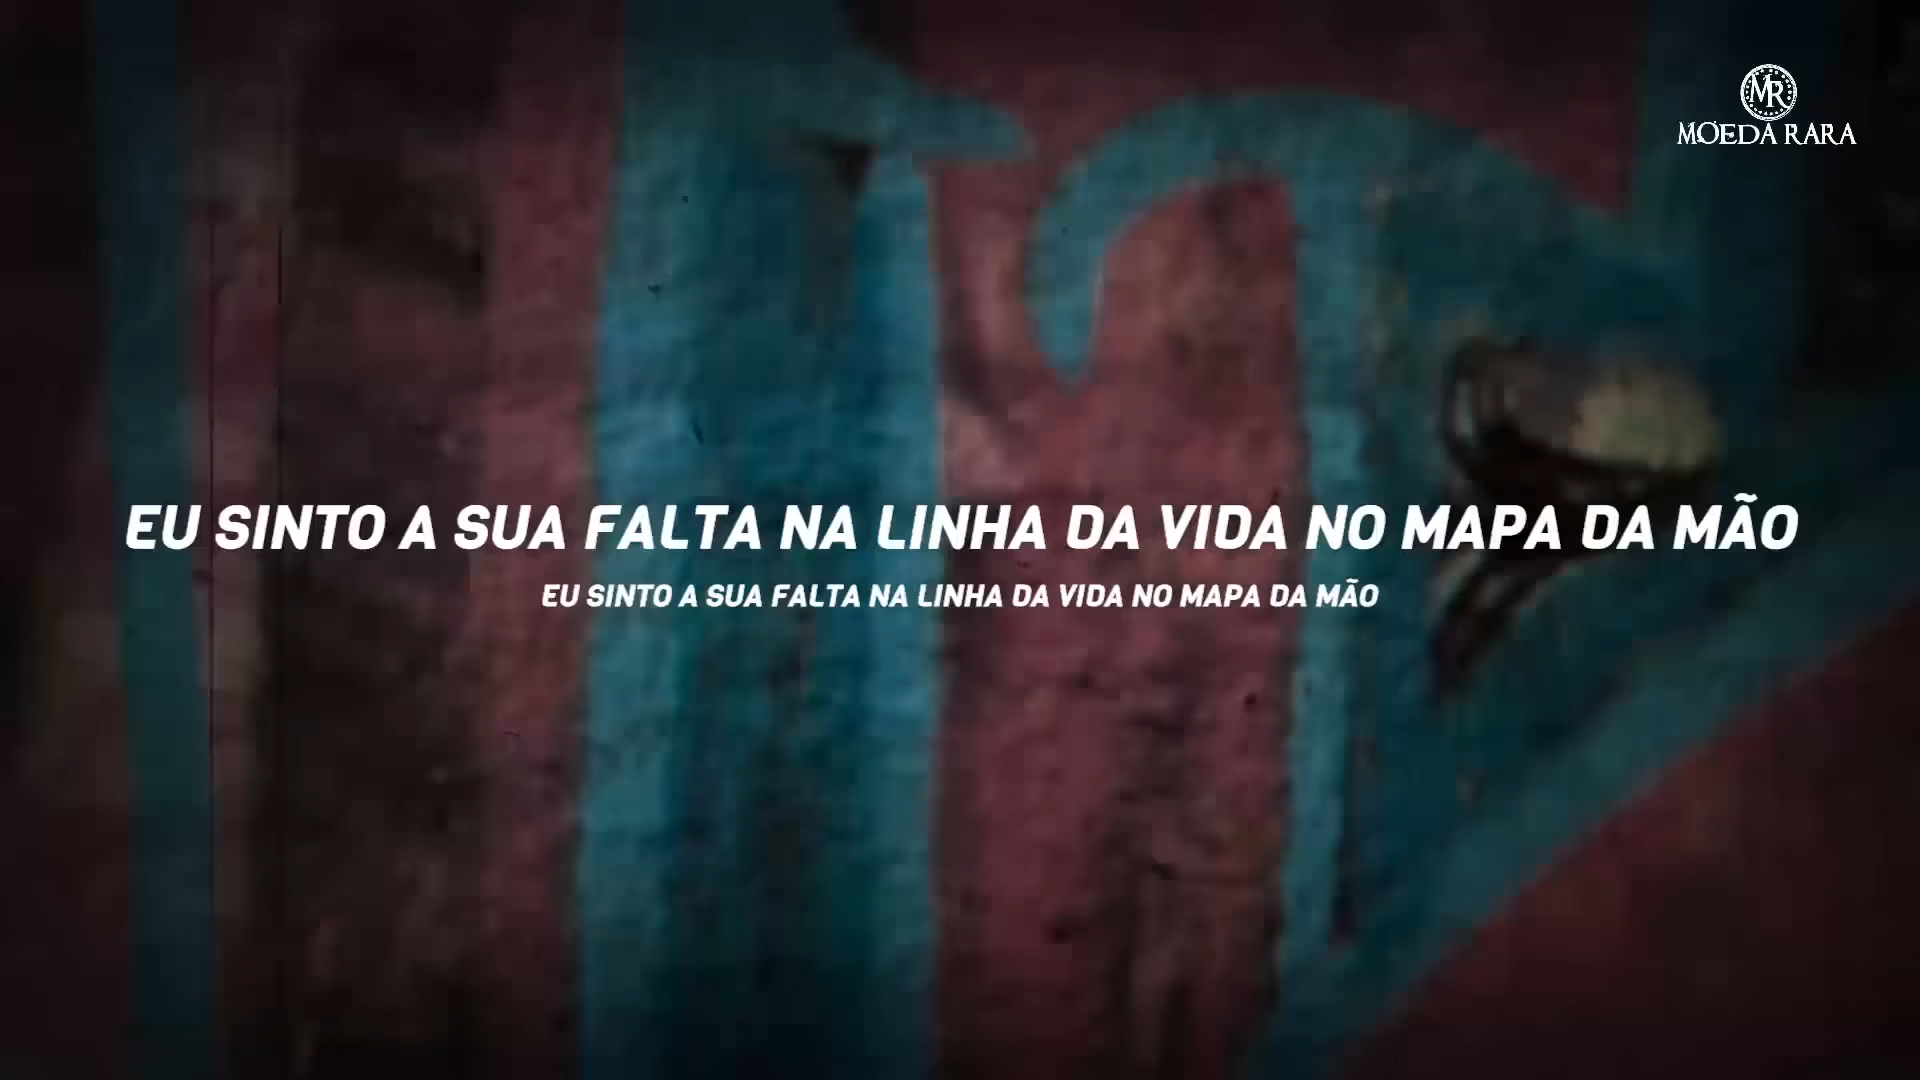 MR
MOEDA RARA
EU SINTO A SUA FALTA NA LINHA DA VIDA NO MAPA DA MÃO
EU SINTO A SUA FALTA NA LINHA DA VIDA NO MAPA DA MÃO